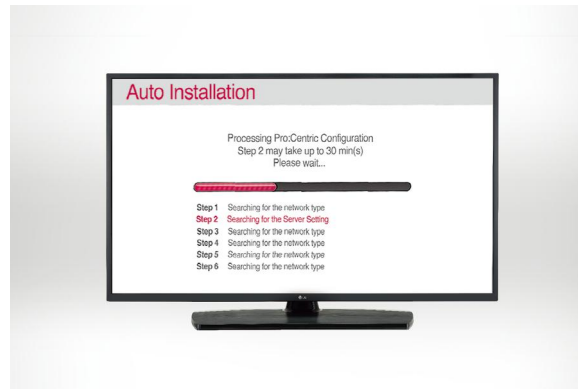 Auto Installation
Processing Pro:Centric Configuration
Step 2 may take up to 30 min(s)
Please wait...
Step 1 Searching for the network type
Step 2 Searching for the Server Setting
Step 3 Searching for the network type
Step 4 Searching for the network type
Step 5 Searching for the network type
Step 6 Searching for the network type
LG